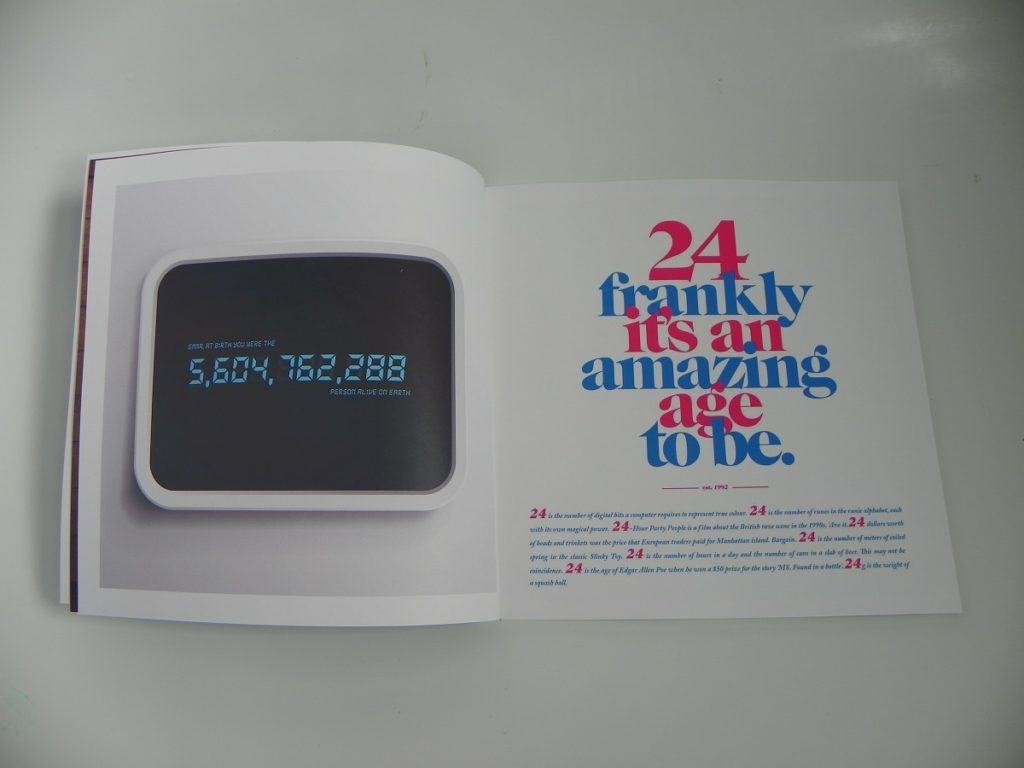 EMMA, AT BIRTH YOU WERE THE
5,604,762,288
PERSON ALIVE ON EARTH
24
frankly
it's an
amazing
age
to be.
est. 1992
24 is the number of digital bits a computer requires to represent true colour. 24 is the number of runes in the runic alphabet, each
with its own magical power. 24-Hour Party People is a film about the British rave scene in the 1990s, 'Ave it. 24 dollars worth
of beads and trinkets was the price that European traders paid for Manhattan island. Bargain. 24 is the number of meters of coiled
spring in the classic Slinky Toy. 24 is the number of hours in a day and the number of cans in a slab of beer. This may not be
coincidence. 24 is the age of Edgar Allen Poe when he won a $50 prize for the story 'MS. Found in a bottle'. 24g is the weight of
a squash ball.